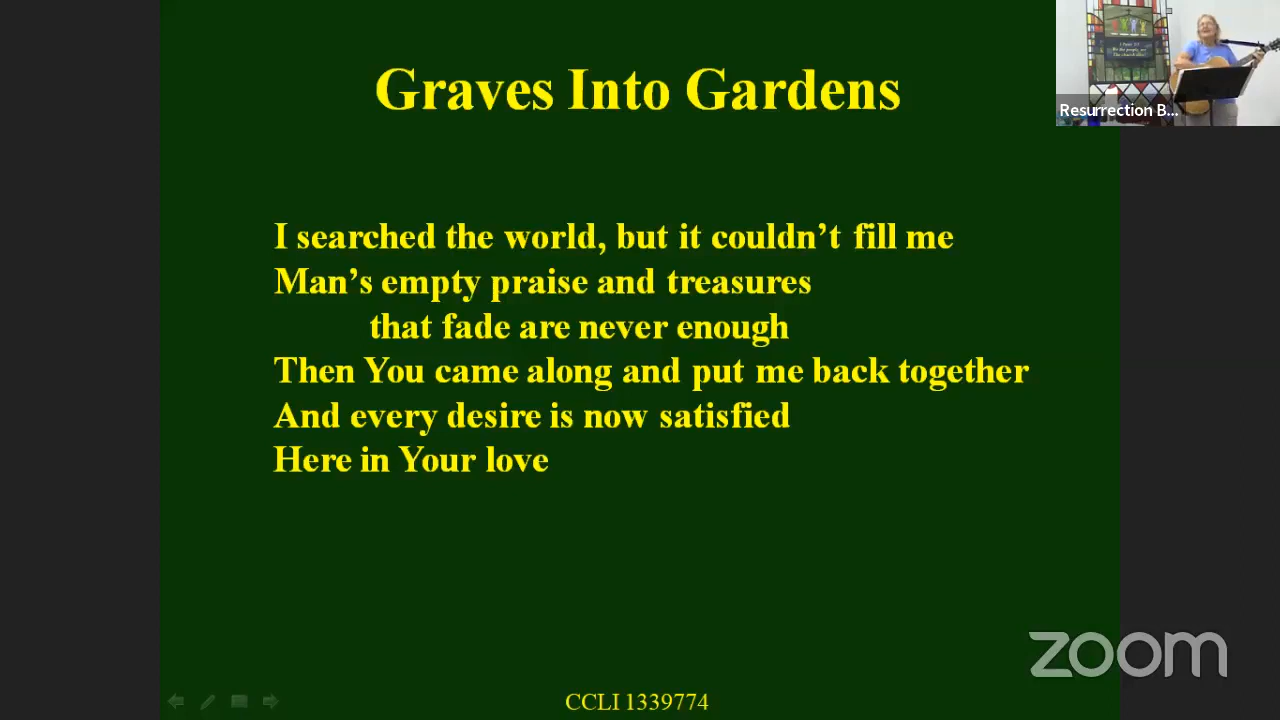 Graves Into Gardens
Resurrection B...
I searched the world, but it couldn’t fill me
Man’s empty praise and treasures
that fade are never enough
Then You came along and put me back together
And every desire is now satisfied
Here in Your love
zoom
CCLI 1339774